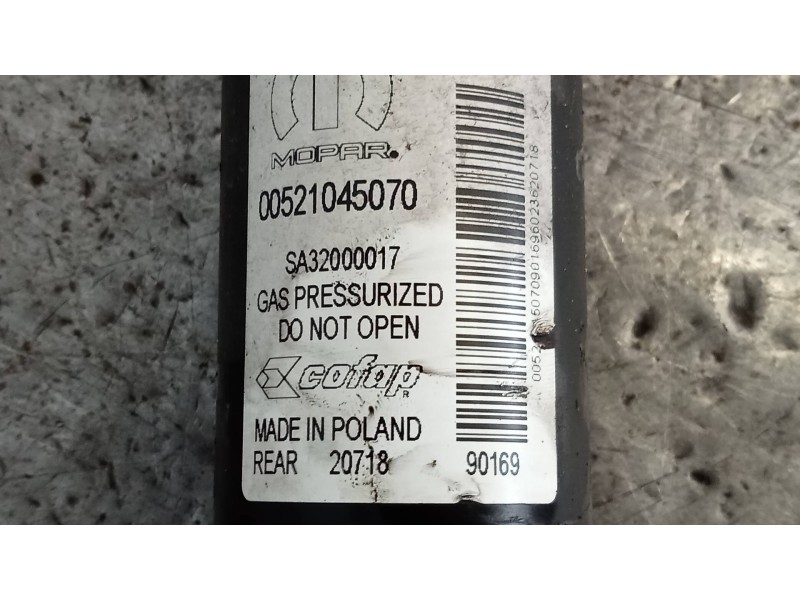 MOPAR.
00521045070
SA32000017
GAS PRESSURIZED
DO NOT OPEN
cofap
R
MADE IN POLAND
REAR 20718
90169